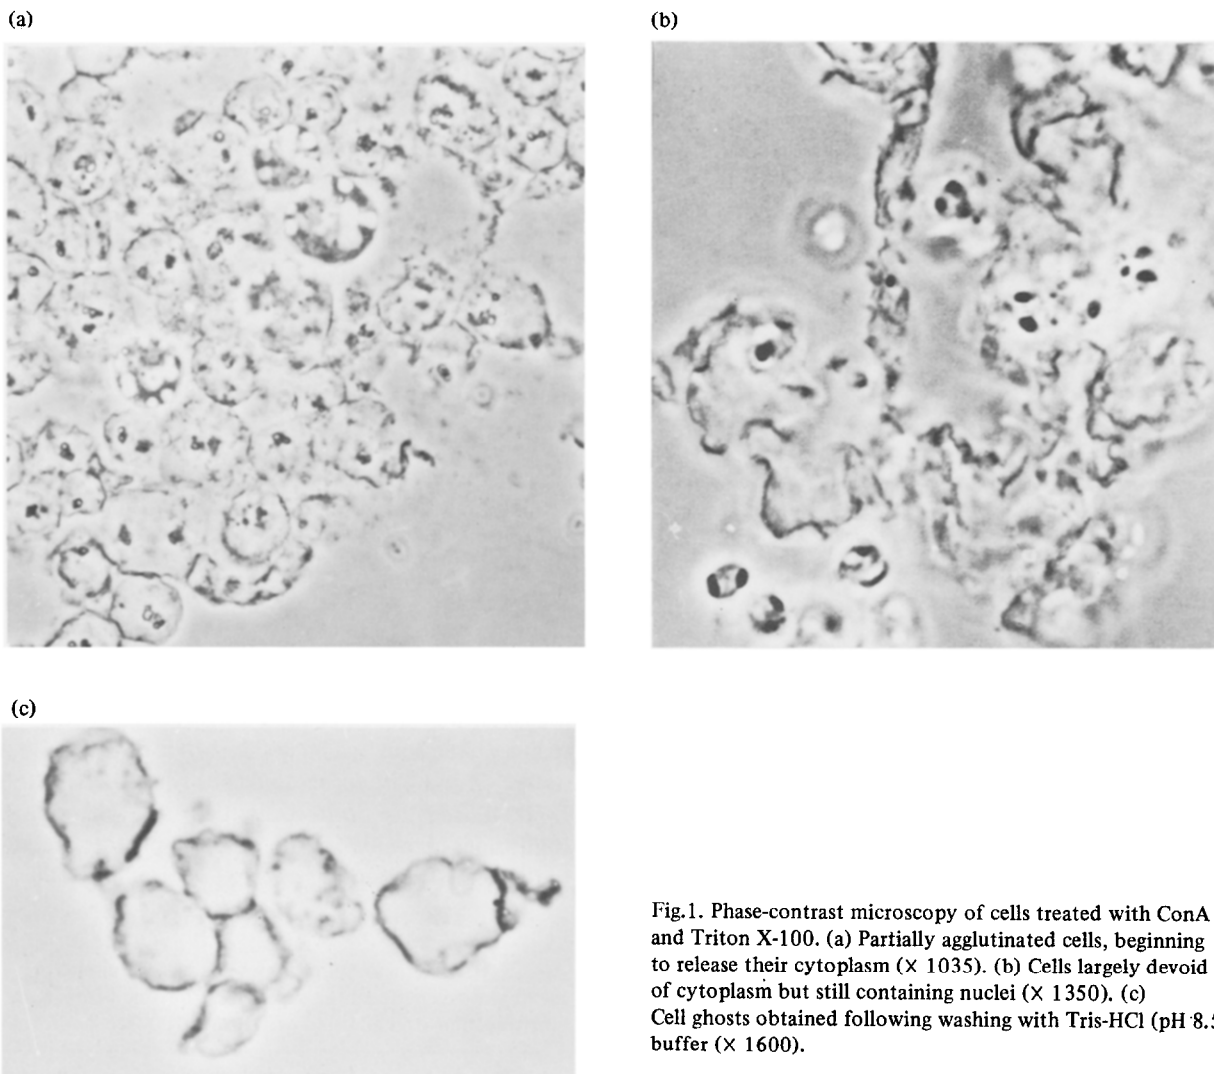 (a)
(b)
(c)
Fig.1. Phase-contrast microscopy of cells treated with ConA
and Triton X-100. (a) Partially agglutinated cells, beginning
to release their cytoplasm (X 1035). (b) Cells largely devoid
of cytoplasm but still containing nuclei (X 1350). (c)
Cell ghosts obtained following washing with Tris-HCl (pH 8.5
buffer (X 1600).